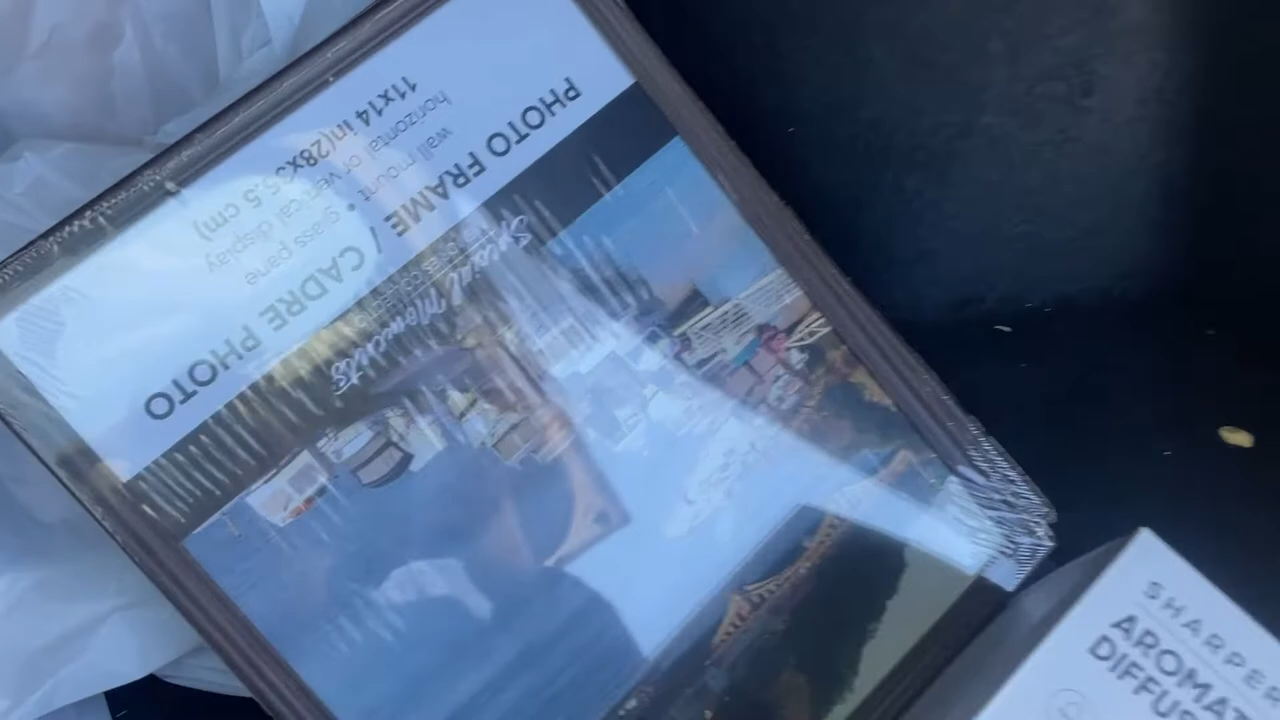 PHOTO FRAME / CADRE PHOTO
wall mount • glass pane
horizontal or vertical display
11x14 in(28x35.5 cm)
Special Moments
SHARPER
AROMAT
DIFFUS